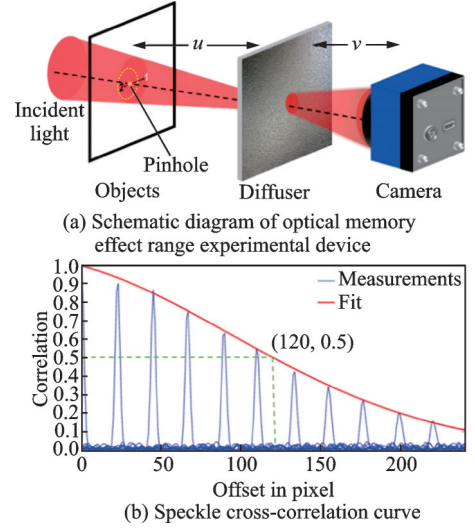 u
v
Incident
light
Pinhole
Objects
Diffuser
Camera
(a) Schematic diagram of optical memory
effect range experimental device
1.0
0.9
0.8
0.7
0.6
0.5
0.4
0.3
0.2
0.1
0.0
Correlation
Measurements
Fit
(120, 0.5)
0
50
100
150
200
Offset in pixel
(b) Speckle cross-correlation curve